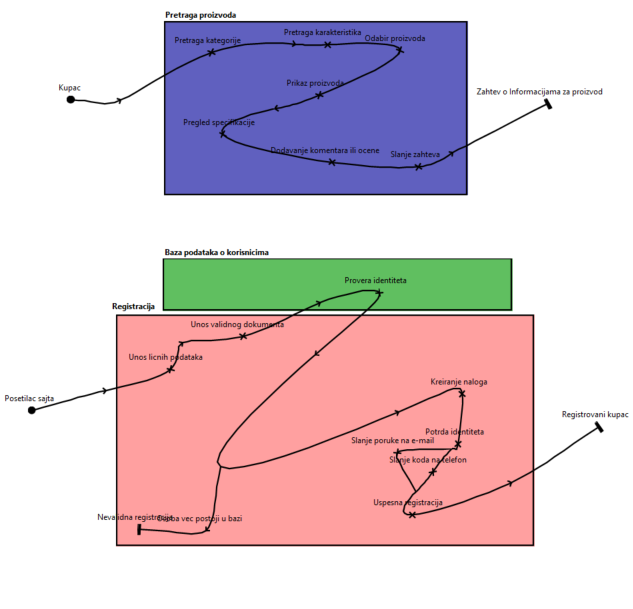 Pretraga proizvoda
Pretraga kategorije
Pretraga karakteristika
Odabir proizvoda
Kupac
Prikaz proizvoda
Zahtev o Informacijama za proizvod
Pregled specifikacije
Dodavanje komentara ili ocene
Slanje zahteva
Baza podataka o korisnicima
Provera identiteta
Registracija
Unos validnog dokumenta
Unos licnih podataka
Posetilac sajta
Kreiranje naloga
Registrovani kupac
Potrda identiteta
Slanje poruke na e-mail
Slanje koda na telefon
Uspesna registracija
Nevalidna registracija
Osoba vec postoji u bazi